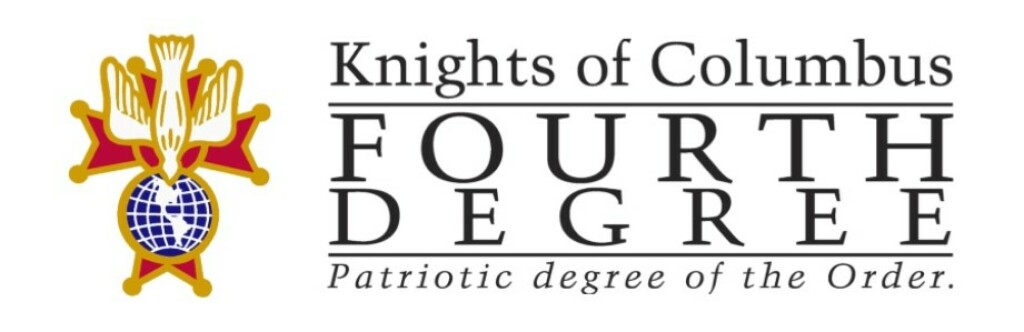 Knights of Columbus
FOURTH
DEGREE
Patriotic degree of the Order.